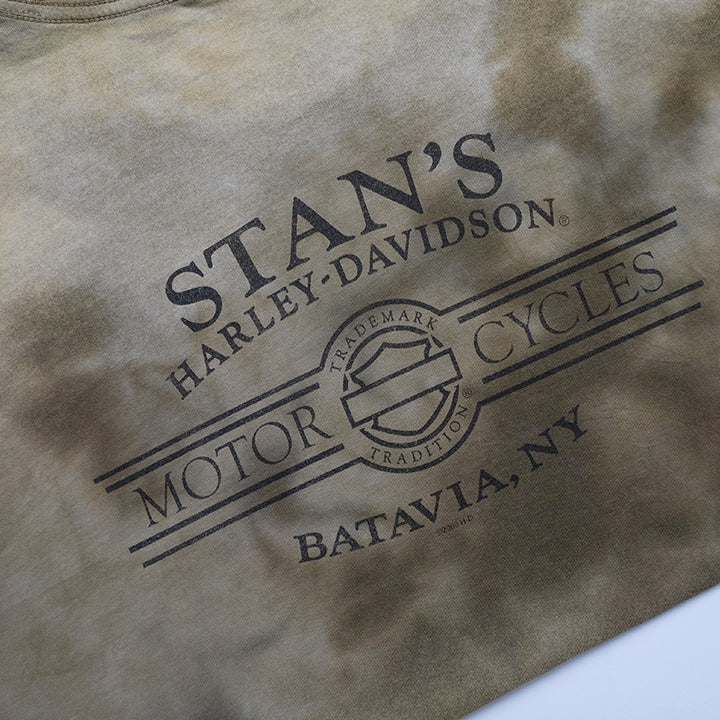 STAN'S
HARLEY-DAVIDSON®
TRADEMARK
MOTOR CYCLES
TRADITION®
BATAVIA, NY